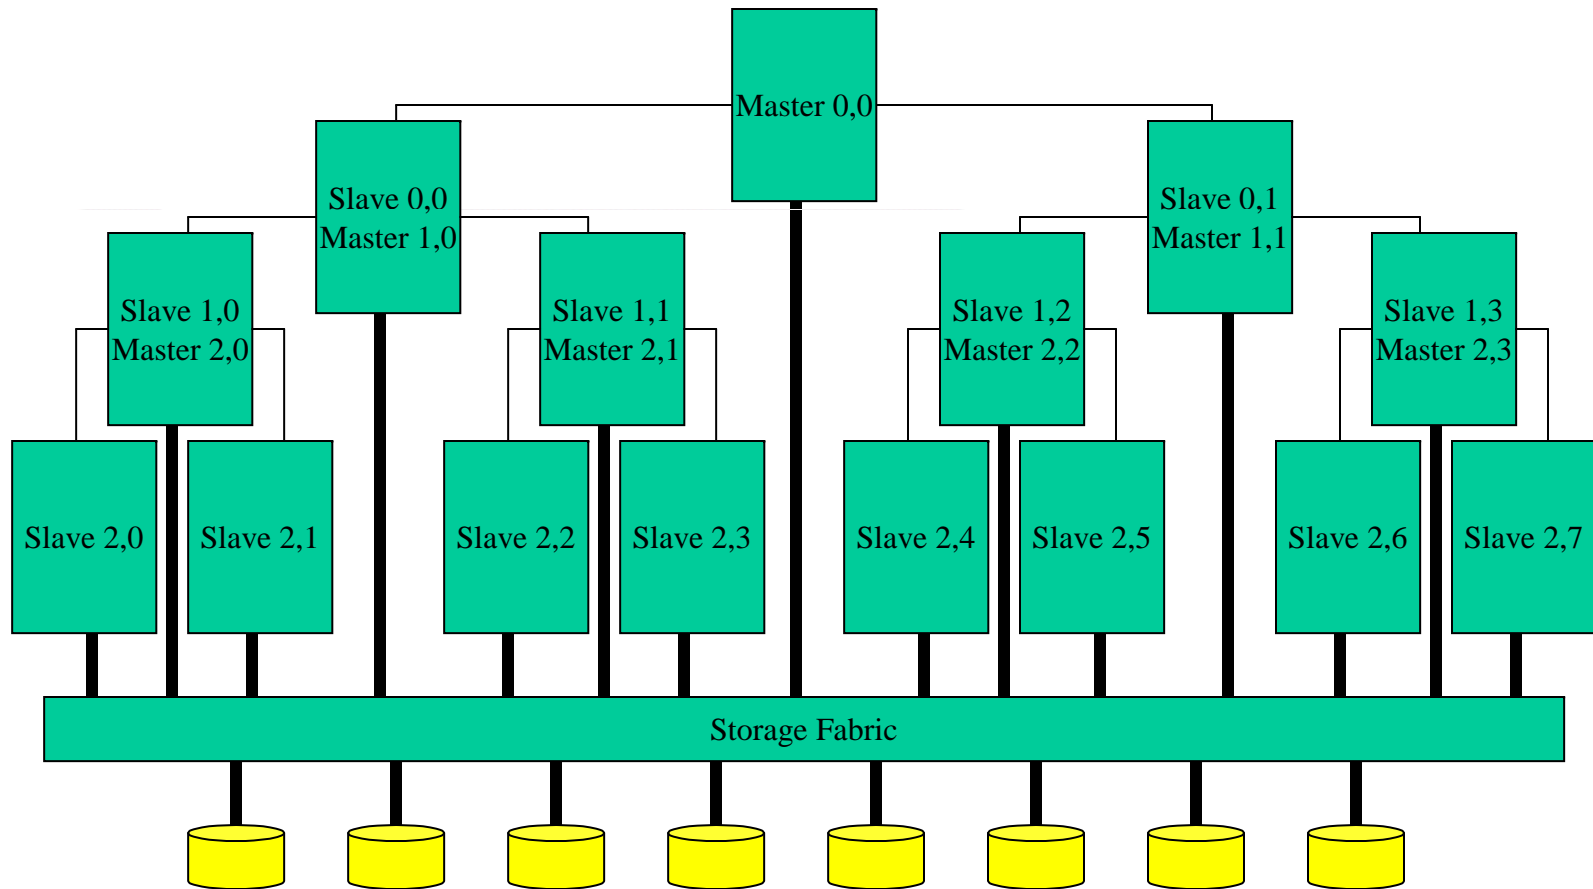 Master 0,0
Slave 0,0
Master 1,0
Slave 0,1
Master 1,1
Slave 1,0
Master 2,0
Slave 1,1
Master 2,1
Slave 1,2
Master 2,2
Slave 1,3
Master 2,3
Slave 2,0
Slave 2,1
Slave 2,2
Slave 2,3
Slave 2,4
Slave 2,5
Slave 2,6
Slave 2,7
Storage Fabric